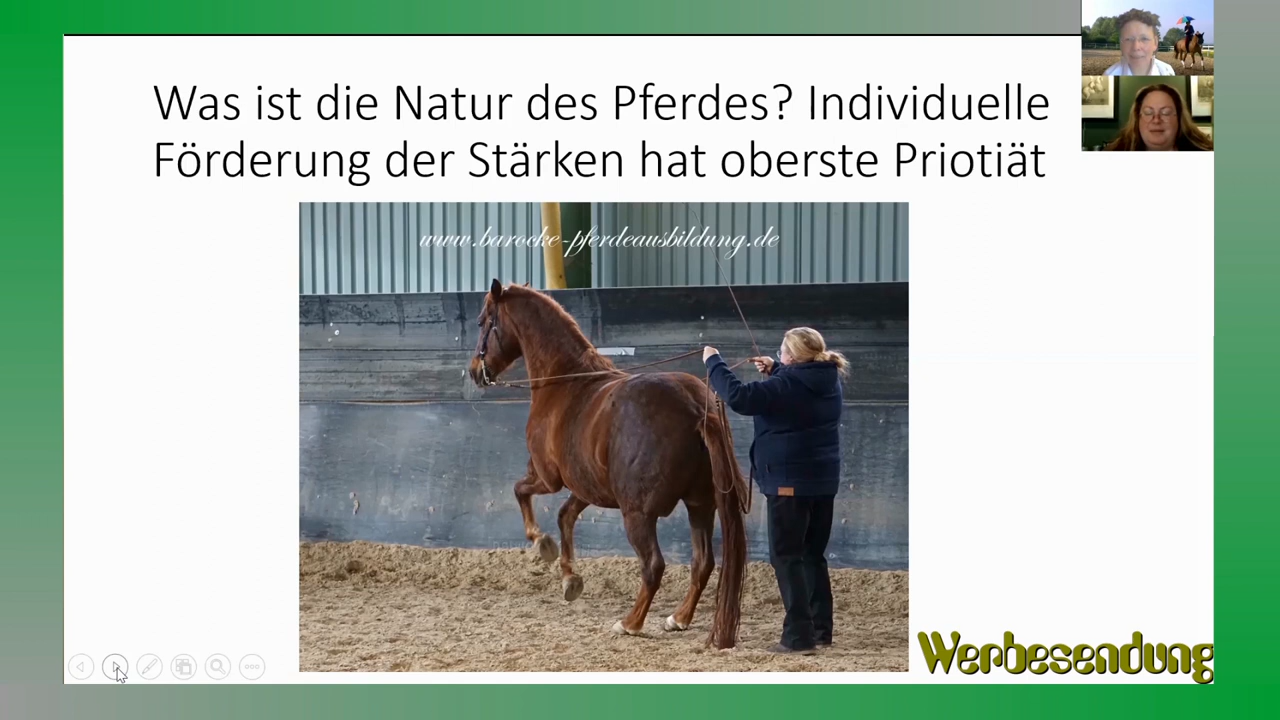 Was ist die Natur des Pferdes? Individuelle
Förderung der Stärken hat oberste Priotiät
www.barocke-pferdeausbildung.de
Werbesendung